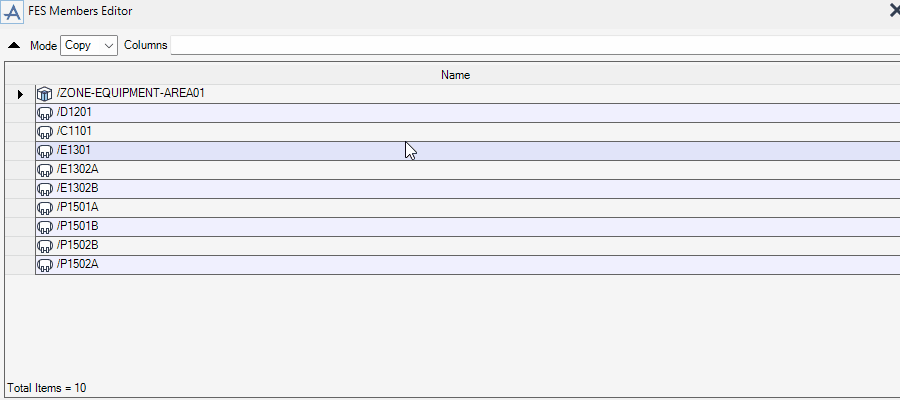 FES Members Editor
Mode Copy Columns
Name
/ZONE-EQUIPMENT-AREA01
/D1201
/C1101
/E1301
/E1302A
/E1302B
/P1501A
/P1501B
/P1502B
/P1502A
Total Items = 10